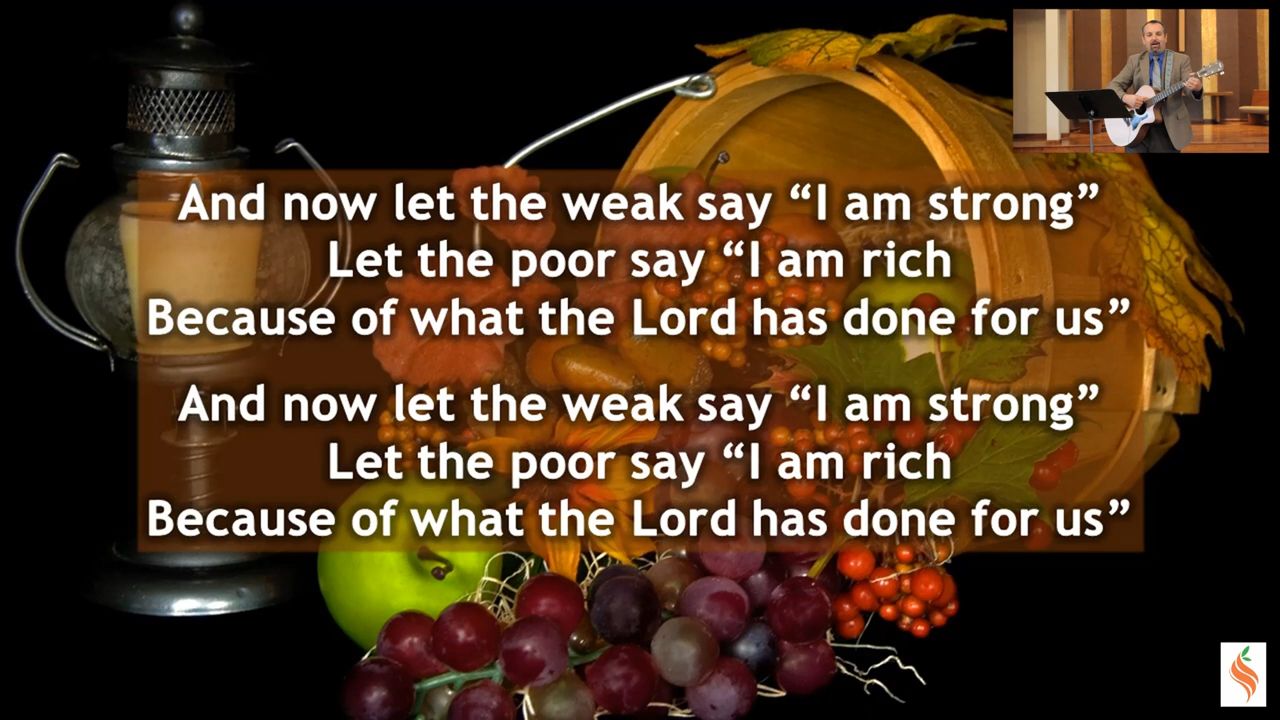 And now let the weak say “I am strong”
Let the poor say “I am rich
Because of what the Lord has done for us”
And now let the weak say “I am strong”
Let the poor say “I am rich
Because of what the Lord has done for us”